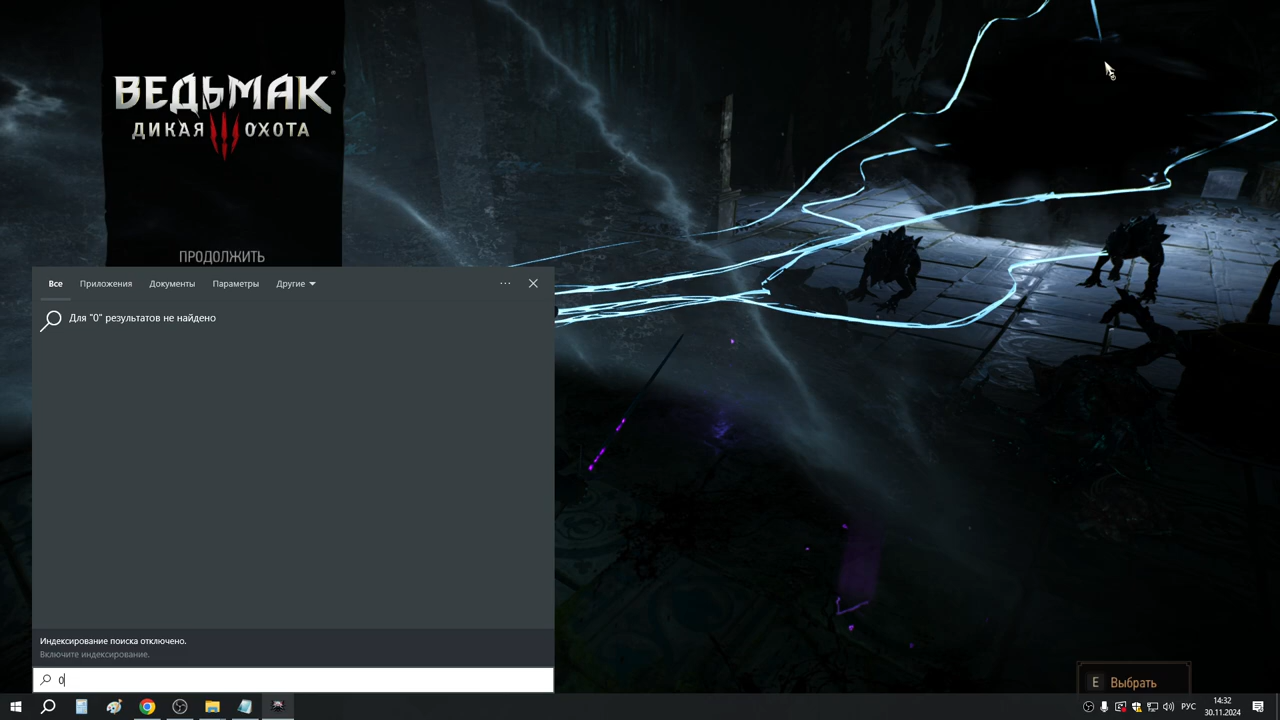 ВЕДЬМАК
ДИКАЯ III ОХОТА
ПРОДОЛЖИТЬ
Все Приложения Документы Параметры Другие
Для "0" результатов не найдено
Индексирование поиска отключено.
Включите индексирование.
0
E Выбрать
РУС
14:32
30.11.2024